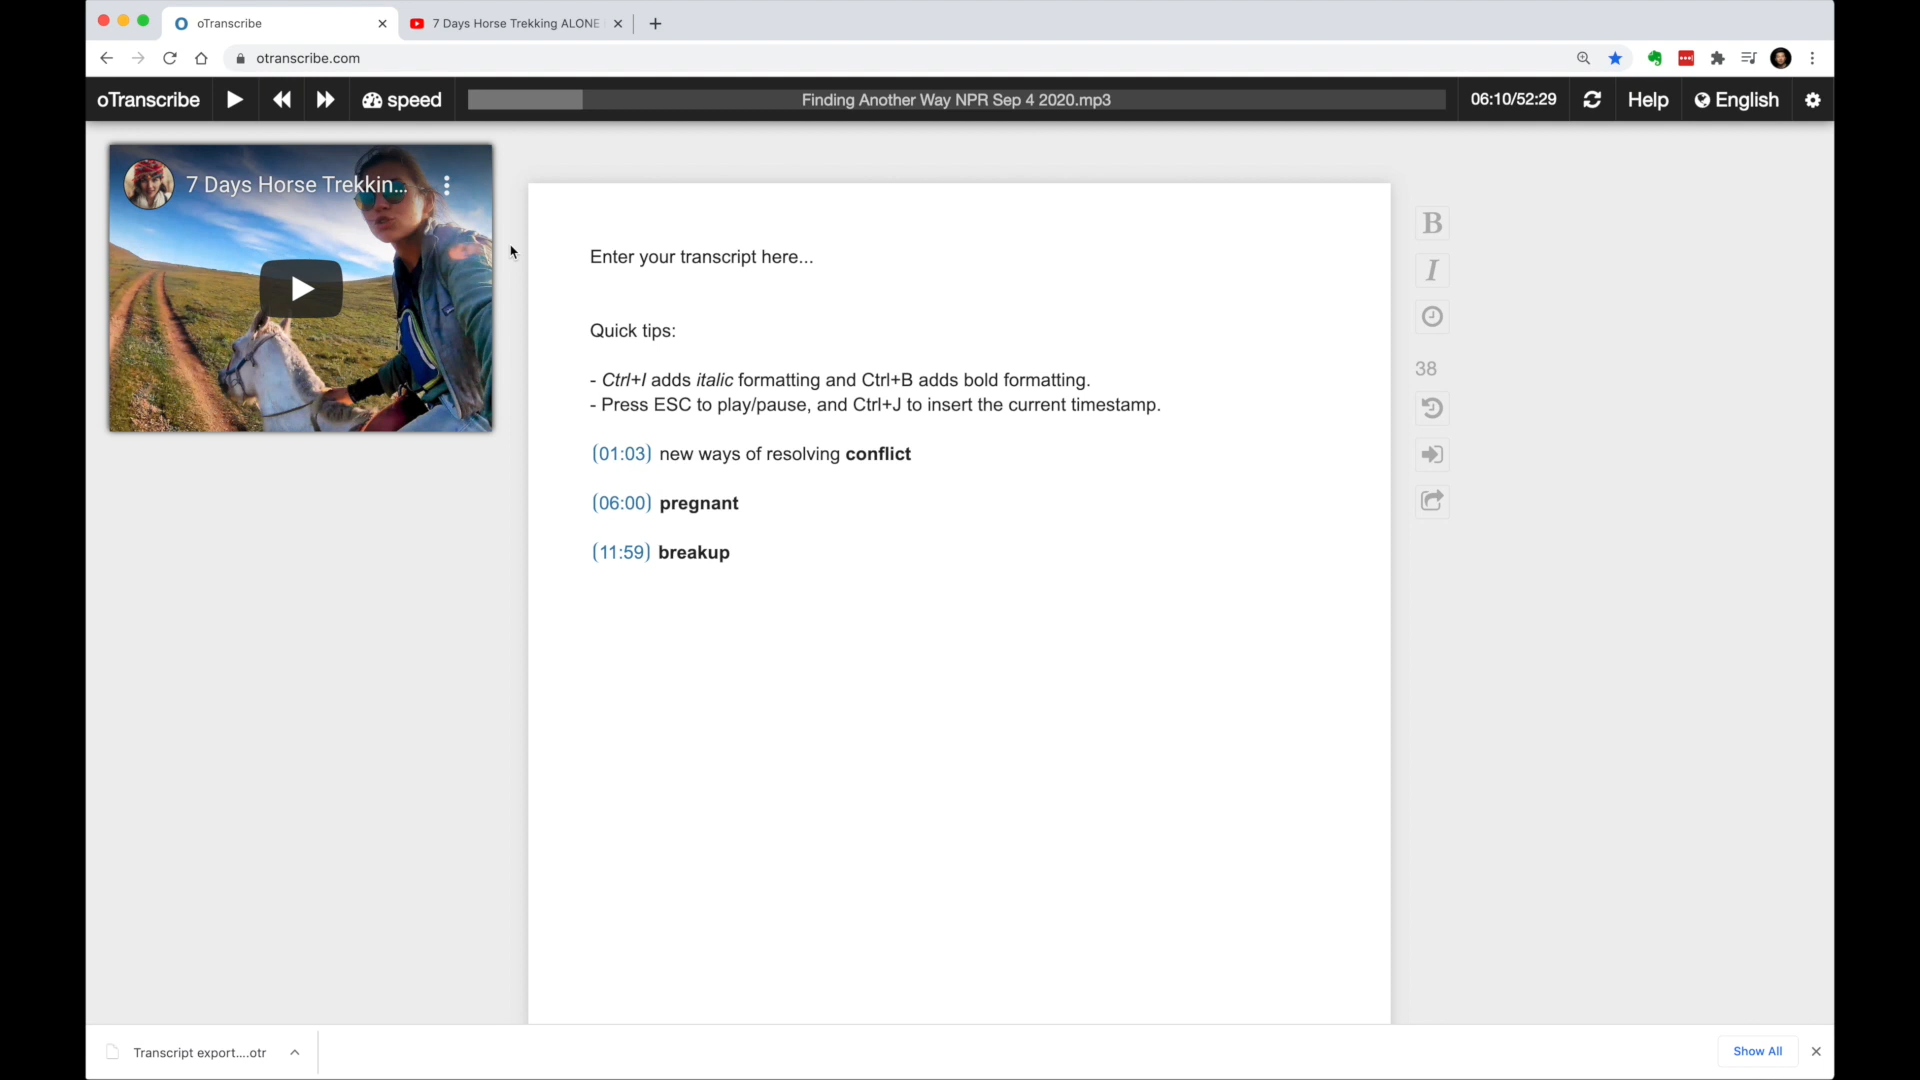 oTranscribe
7 Days Horse Trekking ALONE
otranscribe.com
oTranscribe
speed
Finding Another Way NPR Sep 4 2020.mp3
06:10/52:29
Help
English
7 Days Horse Trekkin...
Enter your transcript here...
Quick tips:
- Ctrl+I adds italic formatting and Ctrl+B adds bold formatting.
- Press ESC to play/pause, and Ctrl+J to insert the current timestamp.
(01:03) new ways of resolving conflict
(06:00) pregnant
(11:59) breakup
B
I
38
Transcript export....otr
Show All